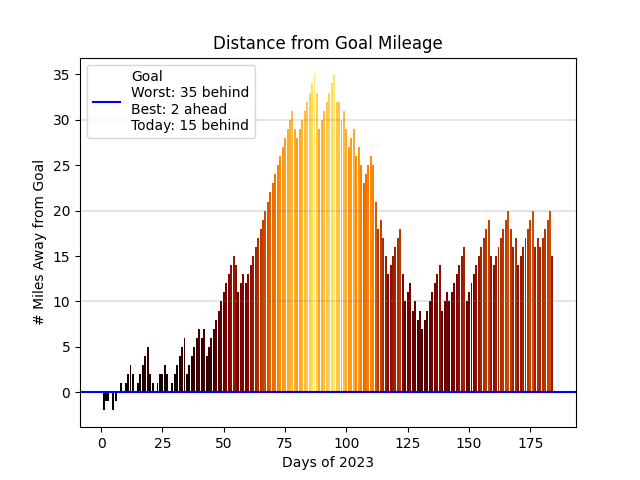 Distance from Goal Mileage
Goal
Worst: 35 behind
Best: 2 ahead
Today: 15 behind
# Miles Away from Goal
35
30
25
20
15
10
5
0
0 25 50 75 100 125 150 175
Days of 2023